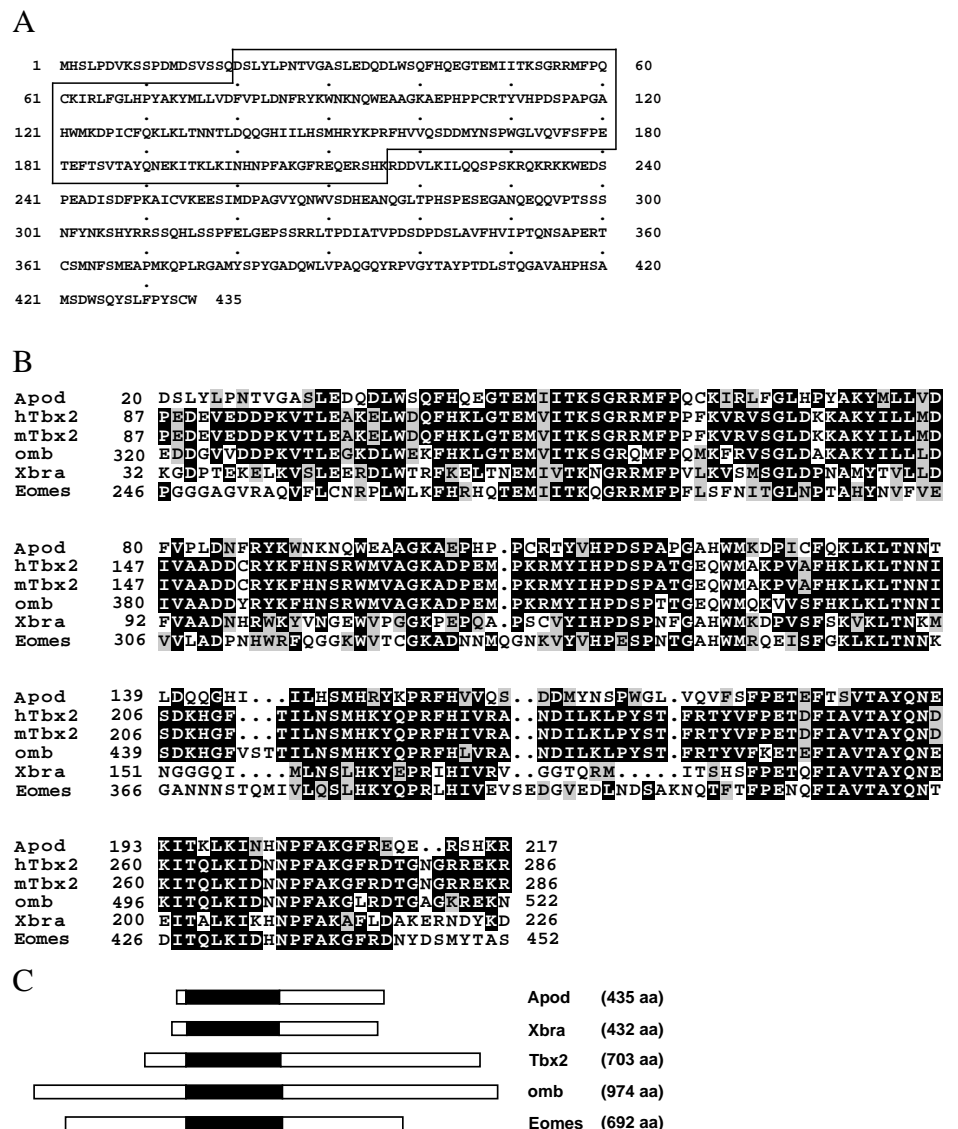 A
1 MHSLPDVKSSPDMDSVSSQDSLYLPNTVGASLEDQDLWSQFHQEGTEMIITKSGRRMFPQ 60
61 CKIRLFGLHPYAKYMLLVDFVPLDNFRYKWNKNQWEAAGKAEPHPPCRTYVHPDSPAPGA 120
121 HWMKDPICFQKLKLTNNTLDQQGHIILHSMHRYKPRFHVVQSDDMYNSPWGLVQVFSFPE 180
181 TEFTSVTAYQNEKITKLKINHNPFAKGFREQERSHKRDDVLKILQQSPSKRQKRKKWEDS 240
241 PEADISDFPKAICVKEESIMDPAGVYQNWVSDHEANQGLTPHSPESEGANQEQQVPTSSS 300
301 NFYNKSHYRRSSQHLSSPFELGEPSSRRLTPDIATVPDSDPDSLAVFHVIPTQNSAPERT 360
361 CSMNFSMEAPMKQPLRGAMYSPYGADQWLVPAQGQYRPVGYTAYPTDLSTQGAVAHPHSA 420
421 MSDWSQYSLFPYSCW 435
B
Apod 20 DSLYLPNTVGASLEDQDLWSQFHQEGTEMIITKSGRRMFPQCKIRLFGLHPYAKYMLLVD
hTbx2 87 PEDEVEDDPKVTLEAKELWDQFHKLGTEMVITKSGRRMFPPFKVRVSGLDKKAKYILLMD
mTbx2 87 PEDEVEDDPKVTLEAKELWDQFHKLGTEMVITKSGRRMFPPFKVRVSGLDKKAKYILLMD
omb 320 EDDGVVDDPKVTLEGKDLWEKFHKLGTEMVITKSGRQMFPQMKFRVSGLDAKAKYILLLD
Xbra 32 KGDPTEKELKVSLEERDLWTRFKELTNEMIVTKNGRRMFPVLKVSMSGLDPNAMYTVLLD
Eomes 246 PGGGAGVRAQVFLCNRPLWLKFHRHQTEMIITKQGRRMFPFLSFNITGLNPTAHYNVFVE
Apod 80 FVPLDNFRYKWNKNQWEAAGKAEPHP.PCRTYVHPDSPAPGAHWMKDPICFQKLKLTNNT
hTbx2 147 IVAADDCRYKFHNSRWMVAGKADPEM.PKRMYIHPDSPATGEQWMAKPVAFHKLKLTNNI
mTbx2 147 IVAADDCRYKFHNSRWMVAGKADPEM.PKRMYIHPDSPATGEQWMAKPVAFHKLKLTNNI
omb 380 IVAADDYRYKFHNSRWMVAGKADPEM.PKRMYIHPDSPTTGEQWMQKVVSFHKLKLTNNI
Xbra 92 FVAADNHRWKYVNGEWVPGGKPEPQA.PSCVYIHPDSPNFGAHWMKDPVSFSKVKLTNKM
Eomes 306 VVLADPNHWRFQGGKWVTCGKADNNMQGNKVYVHPESPNTGAHWMRQEISFGKLKLTNNK
Apod 139 LDQQGHI...ILHSMHRYKPRFHVVQS..DDMYNSPWGL.VQVFSFPETEFTSVTAYQNE
hTbx2 206 SDKHGF...TILNSMHKYQPRFHIVRA..NDILKLPYST.FRTYVFPETDFIAVTAYQND
mTbx2 206 SDKHGF...TILNSMHKYQPRFHIVRA..NDILKLPYST.FRTYVFPETDFIAVTAYQND
omb 439 SDKHGFVSTTILNSMHKYQPRFHLVRA..NDILKLPYST.FRTYVFKETEFIAVTAYQNE
Xbra 151 NGGGQI....MLNSLHKYEPRIHIVRV..GGTQRM.....ITSHSFPETQFIAVTAYQNE
Eomes 366 GANNNSTQMIVLQSLHKYQPRLHIVEVSEDGVEDLNDSAKNQTFTFPENQFIAVTAYQNT
Apod 193 KITKLKINHNPFAKGFREQE..RSHKR 217
hTbx2 260 KITQLKIDNNPFAKGFRDTGNGRREKR 286
mTbx2 260 KITQLKIDNNPFAKGFRDTGNGRREKR 286
omb 496 KITQLKIDNNPFAKGLRDTGAGKREKN 522
Xbra 200 EITALKIKHNPFAKAFLDAKERNDYKD 226
Eomes 426 DITQLKIDHNPFAKGFRDNYDSMYTAS 452
C
Apod (435 aa)
Xbra (432 aa)
Tbx2 (703 aa)
omb (974 aa)
Eomes (692 aa)